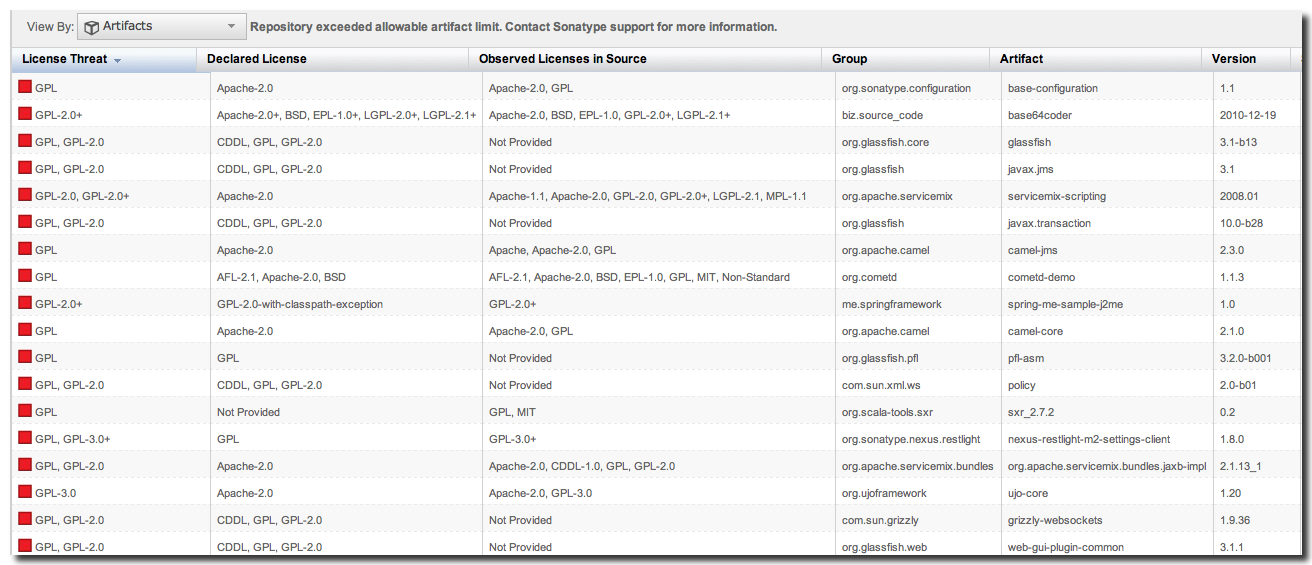 View By: Artifacts Repository exceeded allowable artifact limit. Contact Sonatype support for more information.
License Threat Declared License Observed Licenses in Source Group Artifact Version
GPL Apache-2.0 Apache-2.0, GPL org.sonatype.configuration base-configuration 1.1
GPL-2.0+ Apache-2.0+, BSD, EPL-1.0+, LGPL-2.0+, LGPL-2.1+ Apache-2.0, BSD, EPL-1.0, GPL-2.0+, LGPL-2.1+ biz.source_code base64coder 2010-12-19
GPL, GPL-2.0 CDDL, GPL, GPL-2.0 Not Provided org.glassfish.core glassfish 3.1-b13
GPL, GPL-2.0 CDDL, GPL, GPL-2.0 Not Provided org.glassfish javax.jms 3.1
GPL-2.0, GPL-2.0+ Apache-2.0 Apache-1.1, Apache-2.0, GPL-2.0, GPL-2.0+, LGPL-2.1, MPL-1.1 org.apache.servicemix servicemix-scripting 2008.01
GPL, GPL-2.0 CDDL, GPL, GPL-2.0 Not Provided org.glassfish javax.transaction 10.0-b28
GPL Apache-2.0 Apache, Apache-2.0, GPL org.apache.camel camel-jms 2.3.0
GPL AFL-2.1, Apache-2.0, BSD AFL-2.1, Apache-2.0, BSD, EPL-1.0, GPL, MIT, Non-Standard org.cometd cometd-demo 1.1.3
GPL-2.0+ GPL-2.0-with-classpath-exception GPL-2.0+ me.springframework spring-me-sample-j2me 1.0
GPL Apache-2.0 Apache-2.0, GPL org.apache.camel camel-core 2.1.0
GPL GPL Not Provided org.glassfish.pfl pfl-asm 3.2.0-b001
GPL, GPL-2.0 CDDL, GPL, GPL-2.0 Not Provided com.sun.xml.ws policy 2.0-b01
GPL Not Provided GPL, MIT org.scala-tools.sxr sxr_2.7.2 0.2
GPL, GPL-3.0+ GPL GPL-3.0+ org.sonatype.nexus.restlight nexus-restlight-m2-settings-client 1.8.0
GPL, GPL-2.0 Apache-2.0 Apache-2.0, CDDL-1.0, GPL, GPL-2.0 org.apache.servicemix.bundles org.apache.servicemix.bundles.jaxb-impl 2.1.13_1
GPL-3.0 Apache-2.0 Apache-2.0, GPL-3.0 org.ujoframework ujo-core 1.20
GPL, GPL-2.0 CDDL, GPL, GPL-2.0 Not Provided com.sun.grizzly grizzly-websockets 1.9.36
GPL, GPL-2.0 CDDL, GPL, GPL-2.0 Not Provided org.glassfish.web web-gui-plugin-common 3.1.1